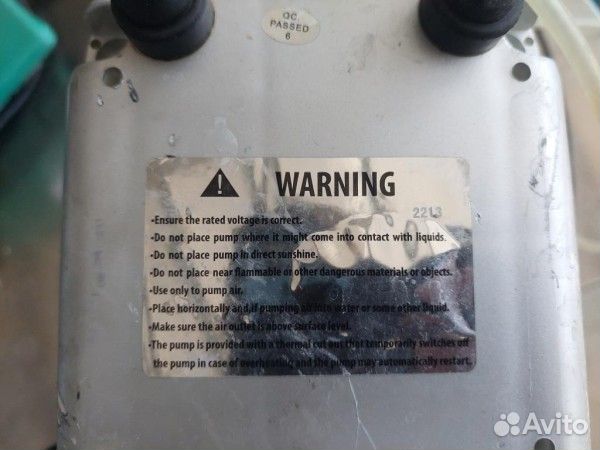 QC
PASSED
6
! WARNING
2213
•Ensure the rated voltage is correct.
•Do not place pump where it might come into contact with liquids.
•Do not place pump in direct sunshine.
•Do not place near flammable or other dangerous materials or objects.
•Use only to pump air.
•Place horizontally and,if pumping air into water or some other liquid.
•Make sure the air outlet is above surface level.
•The pump is provided with a thermal cut out that temporarily switches off
the pump in case of overheating and the pump may automatically restart.
Avito